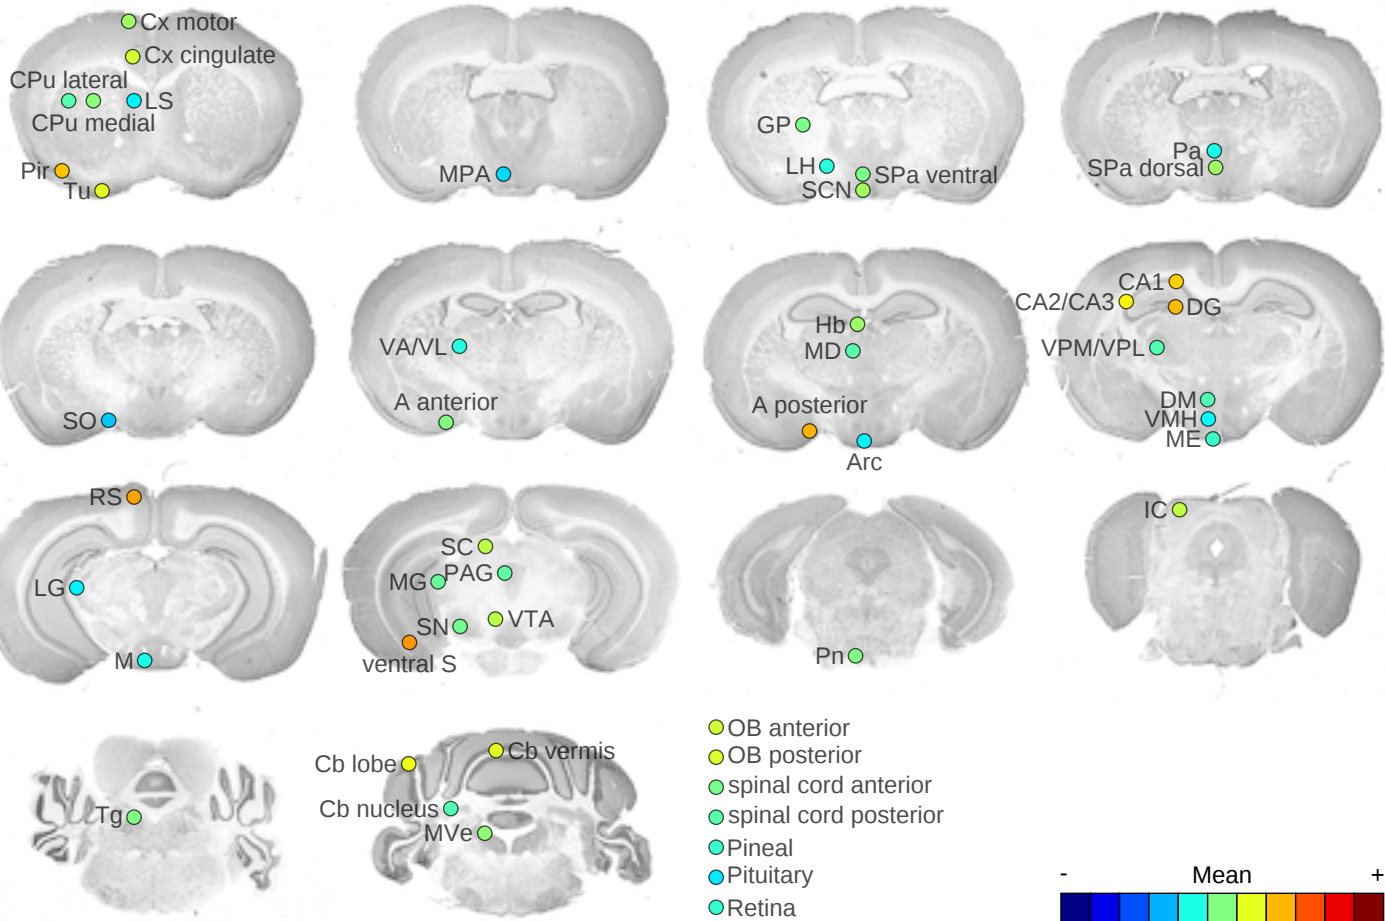 Cx motor
Cx cingulate
CPu lateral
LS
CPu medial
Pir
Tu
MPA
GP
LH
SPa ventral
SCN
Pa
SPa dorsal
SO
VA/VL
A anterior
Hb
MD
A posterior
Arc
CA1
CA2/CA3
DG
VPM/VPL
DM
VMH
ME
RS
LG
M
SC
MG
PAG
SN
VTA
ventral S
Pn
IC
Tg
Cb lobe
Cb vermis
Cb nucleus
MVe
OB anterior
OB posterior
spinal cord anterior
spinal cord posterior
Pineal
Pituitary
Retina
- Mean +